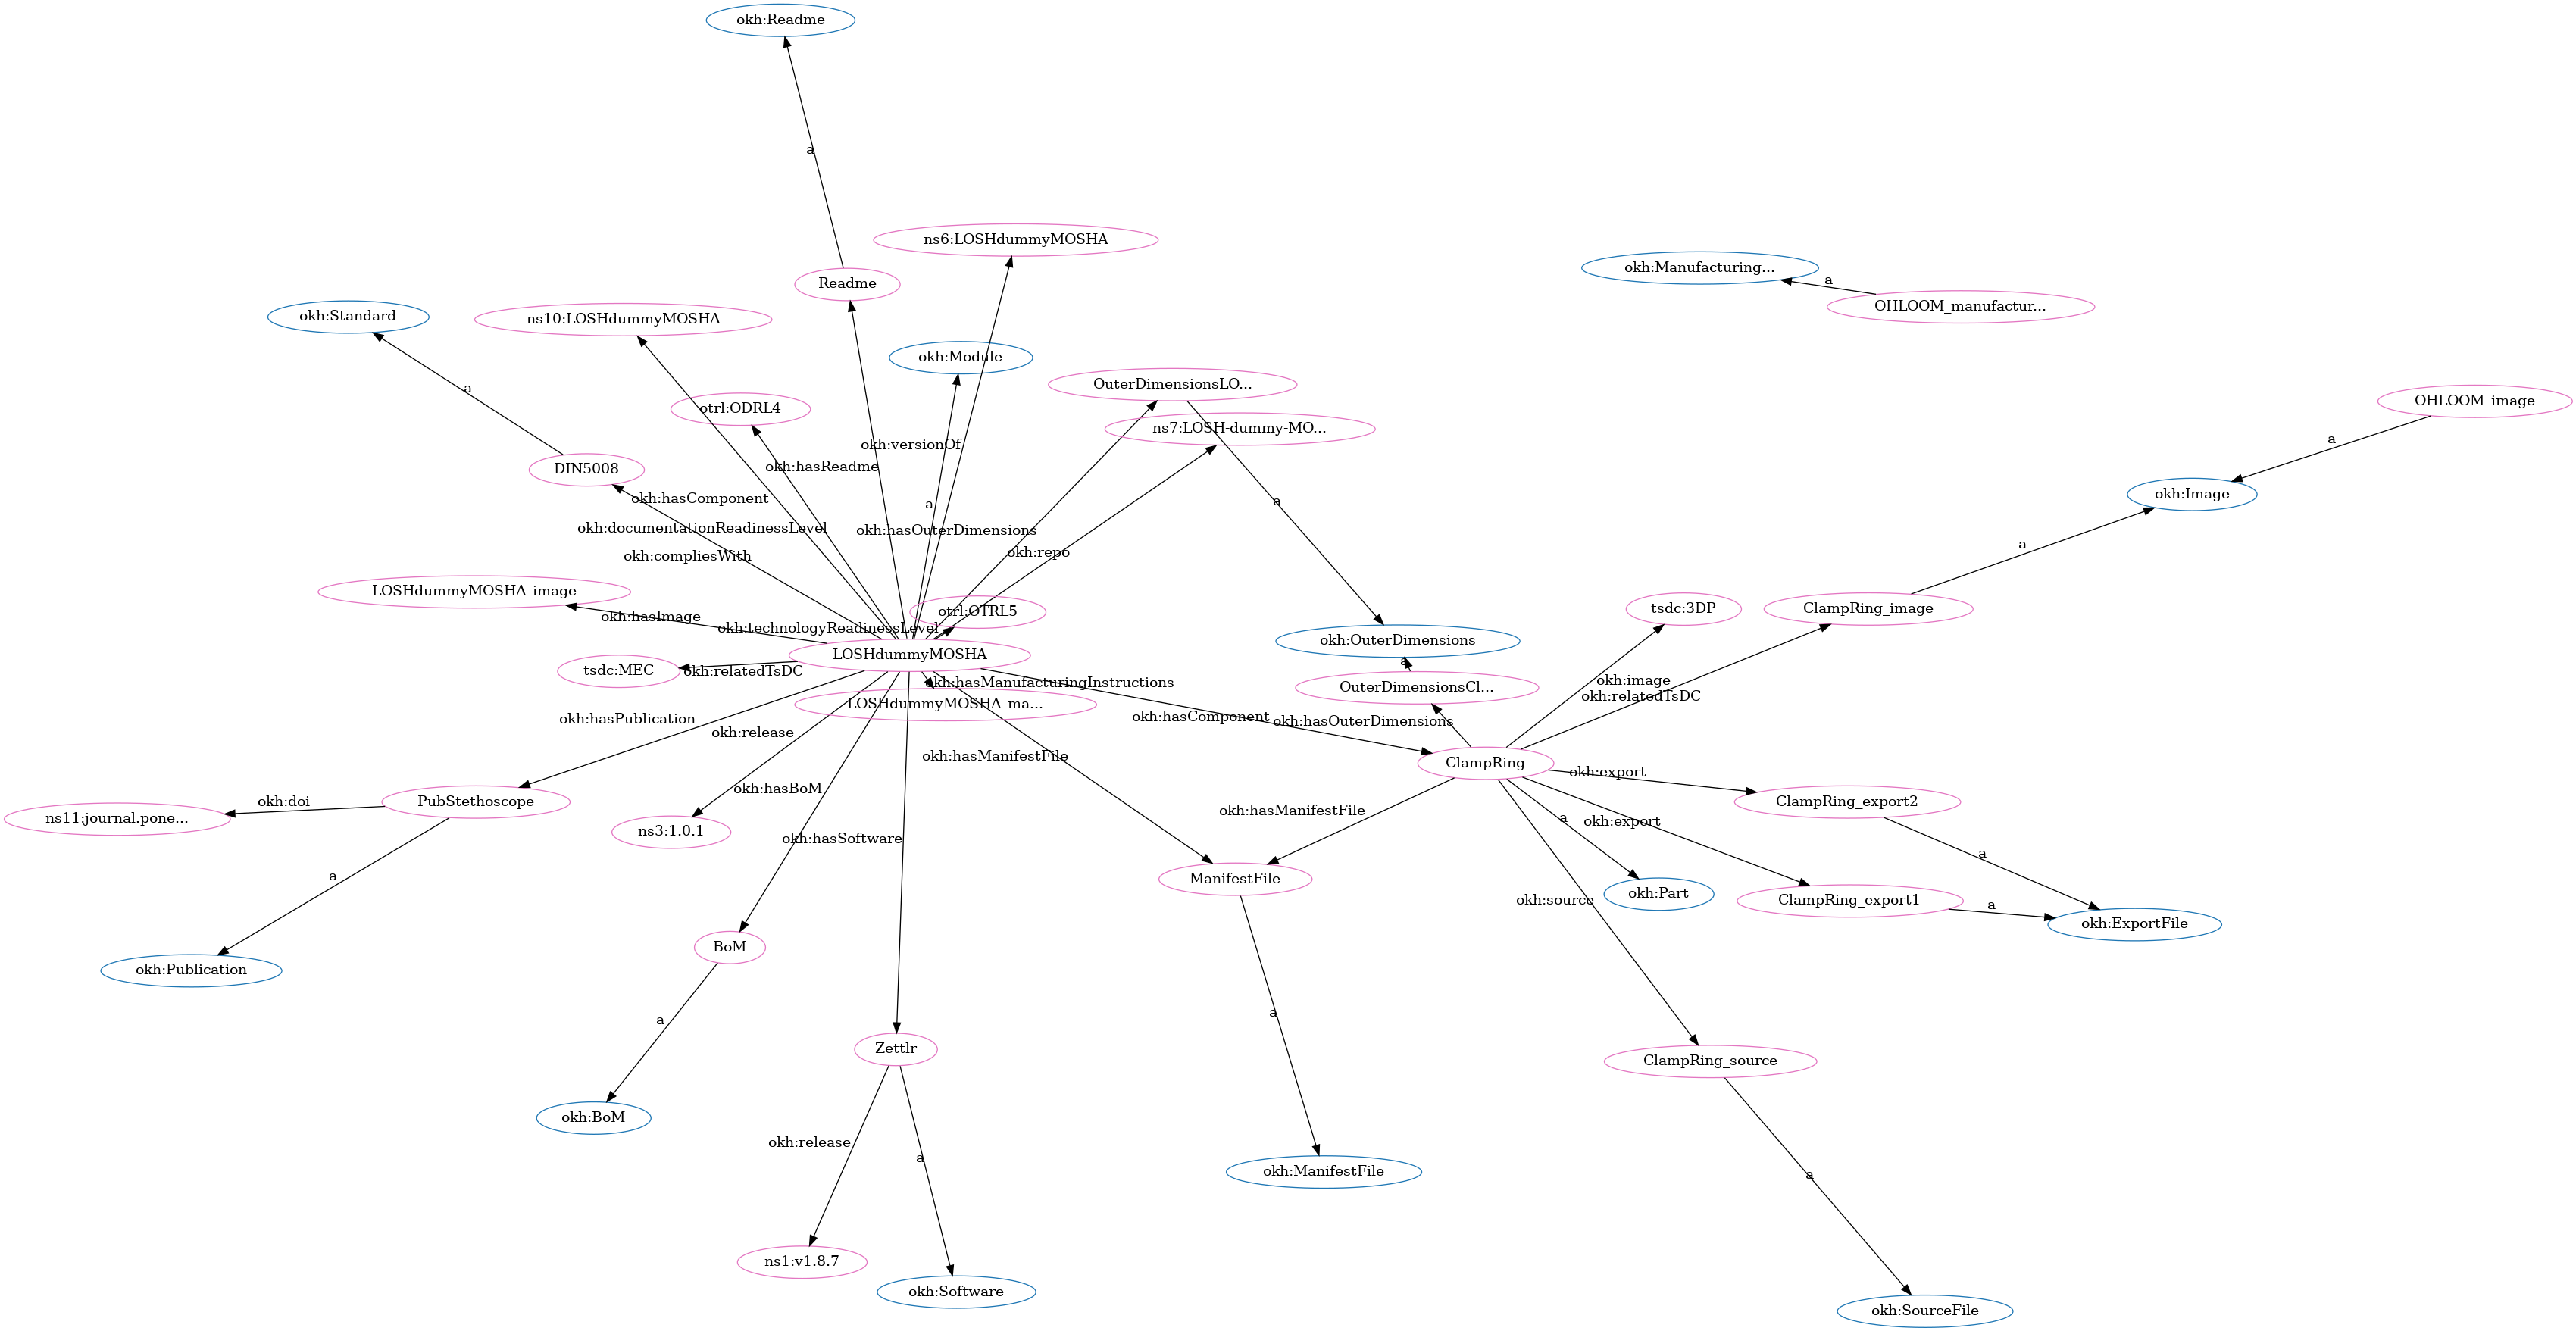 okh:Readme
a
ns6:LOSHdummyMOSHA
okh:Manufacturing...
a
Readme
OHLOOM_manufactur...
okh:Standard
ns10:LOSHdummyMOSHA
okh:Module
a
OuterDimensionsLO...
OHLOOM_image
otrl:ODRL4
ns7:LOSH-dummy-MO...
okh:versionOf
a
DIN5008
okh:hasReadme
okh:Image
okh:hasComponent
a
a
okh:documentationReadinessLevel
okh:hasOuterDimensions
okh:compliesWith
okh:repo
a
LOSHdummyMOSHA_image
okh:hasImage
otrl:OTRL5
tsdc:3DP
ClampRing_image
okh:technologyReadinessLevel
okh:OuterDimensions
LOSHdummyMOSHA
a
tsdc:MEC
okh:relatedTsDC
okh:hasManufacturingInstructions
OuterDimensionsCl...
okh:image
okh:relatedTsDC
LOSHdummyMOSHA_ma...
okh:hasPublication
okh:hasComponent
okh:hasOuterDimensions
okh:release
okh:hasManifestFile
ClampRing
okh:export
okh:hasBoM
PubStethoscope
okh:doi
ClampRing_export2
ns11:journal.pone...
okh:hasManifestFile
a
okh:export
ns3:1.0.1
okh:hasSoftware
a
a
ManifestFile
okh:Part
okh:source
ClampRing_export1
a
okh:ExportFile
BoM
okh:Publication
a
a
Zettlr
ClampRing_source
okh:BoM
okh:release
a
okh:ManifestFile
a
ns1:v1.8.7
okh:Software
okh:SourceFile